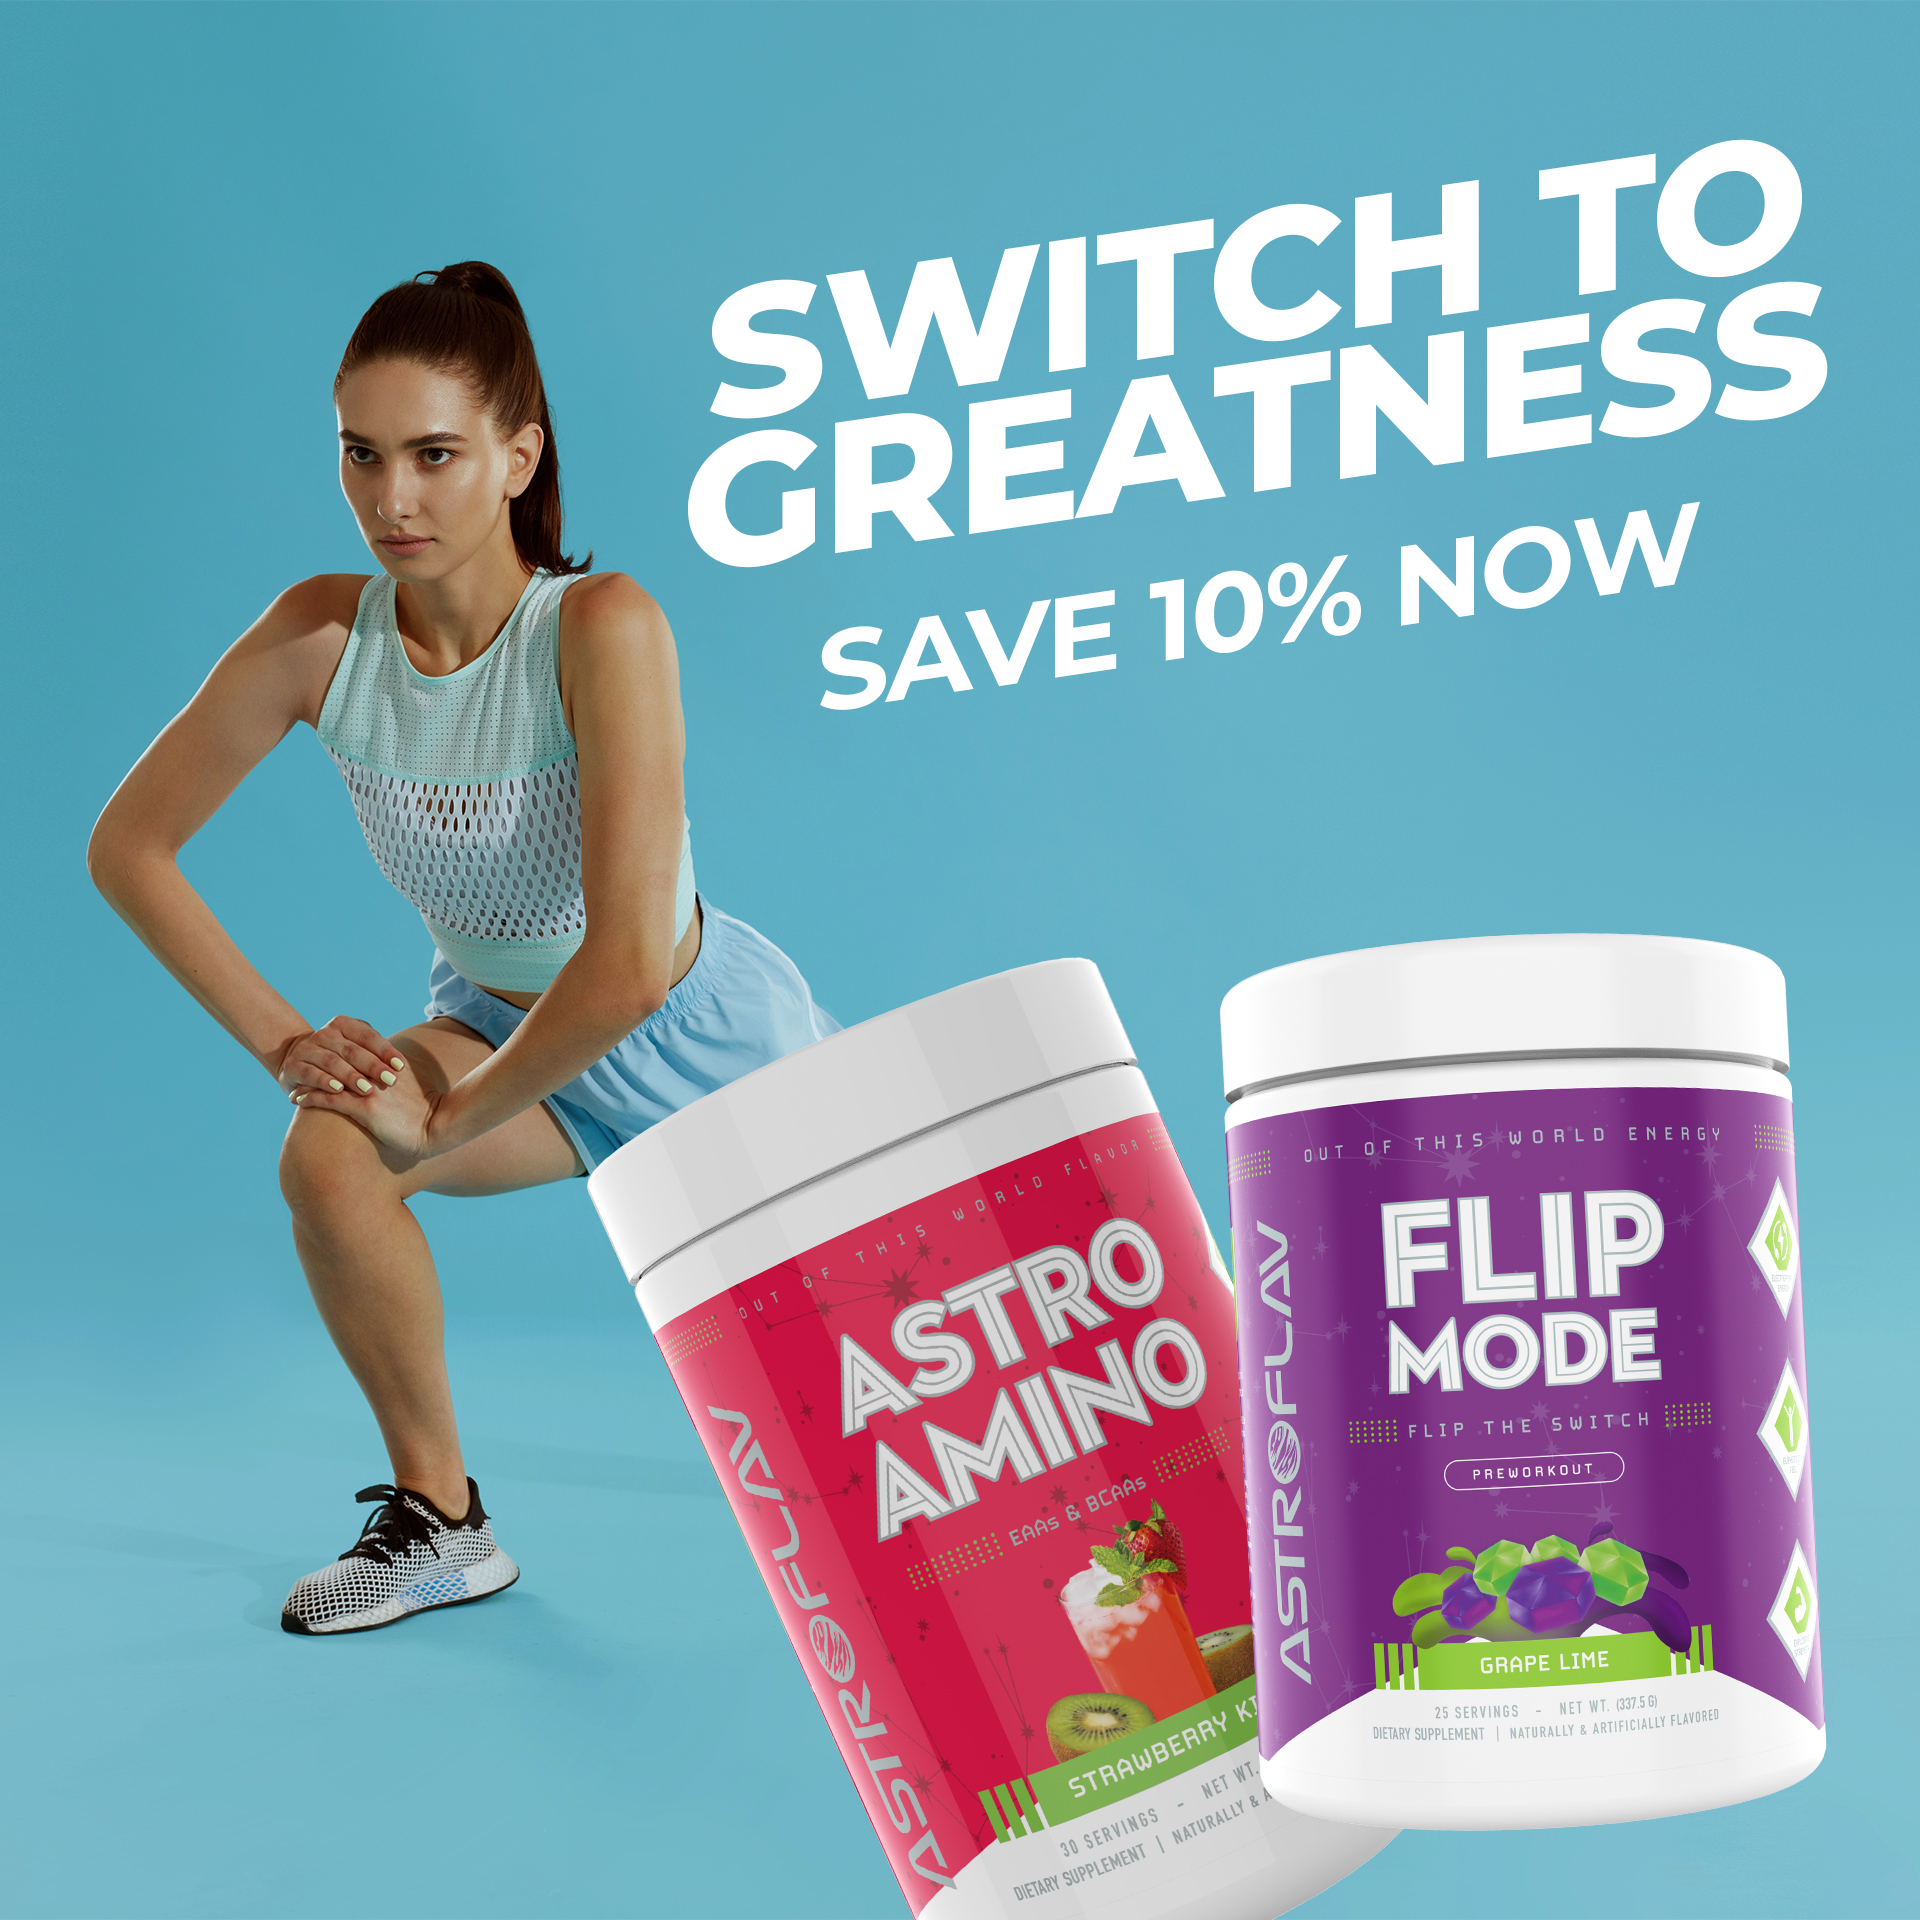 SWITCH TO
GREATNESS
SAVE 10% NOW
OUT OF THIS WORLD FLAVOR
ASTRO
AMINO
EAAs & BCAAs
ASTROFLAV
STRAWBERRY
30 SERVINGS - NET WT.
DIETARY SUPPLEMENT | NATURALLY &
OUT OF THIS WORLD ENERGY
FLIP
MODE
FLIP THE SWITCH
PREWORKOUT
ASTROFLAV
GRAPE LIME
25 SERVINGS - NET WT. (337.5 G)
DIETARY SUPPLEMENT | NATURALLY & ARTIFICIALLY FLAVORED